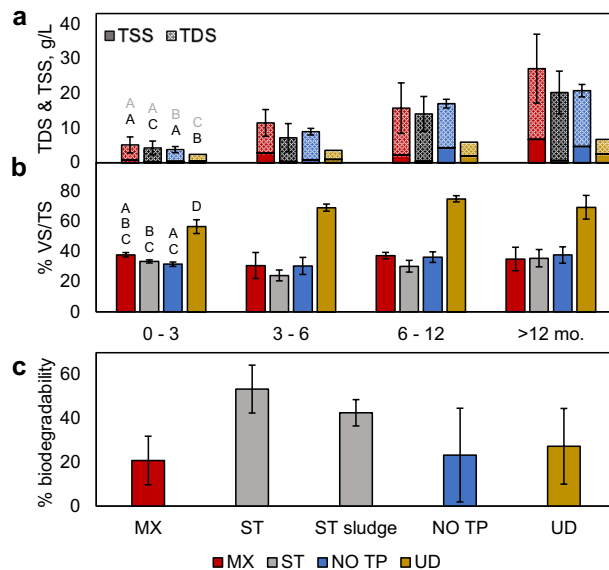 a
TDS & TSS, g/L
40
30
20
10
0
TSS TDS
A A B C
A C A B
b
% VS/TS
80
60
40
20
0
A B A D
B C C
C
0 - 3 3 - 6 6 - 12 >12 mo.
c
% biodegradability
60
40
20
0
MX ST ST sludge NO TP UD
MX ST NO TP UD